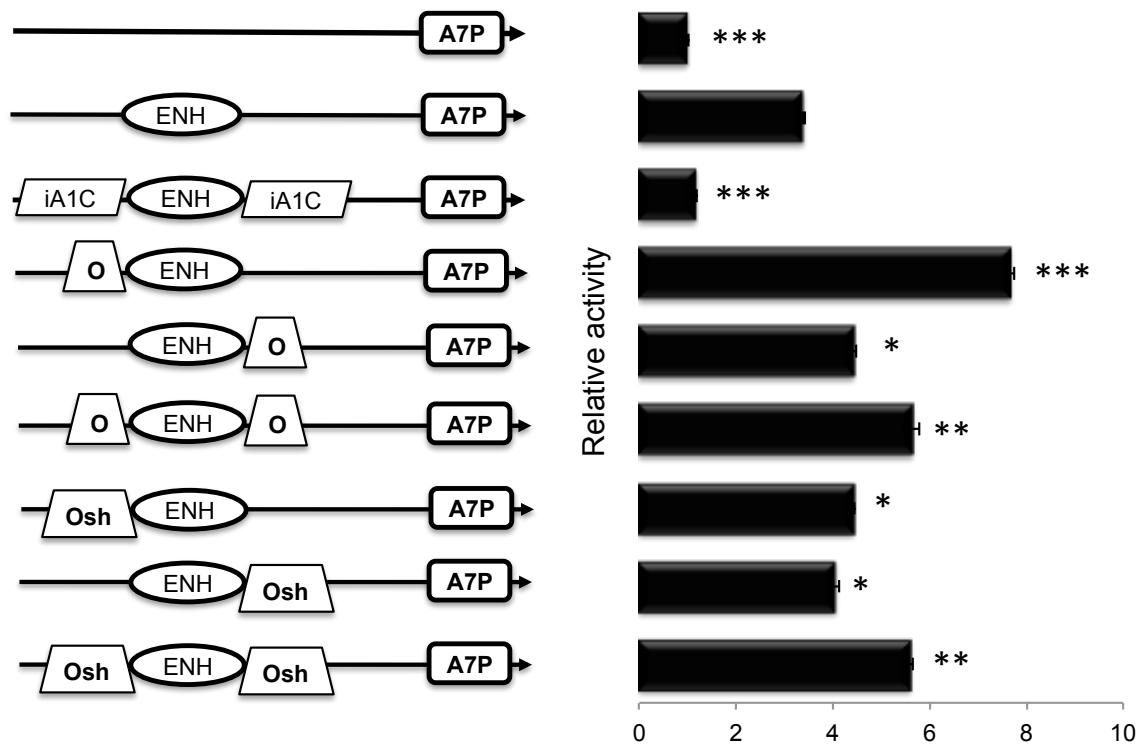 A7P ***
ENH A7P
iA1C ENH iA1C A7P ***
O ENH A7P ***
ENH O A7P *
O ENH O A7P **
Osh ENH A7P *
ENH Osh A7P *
Osh ENH Osh A7P **
Relative activity
0 2 4 6 8 10